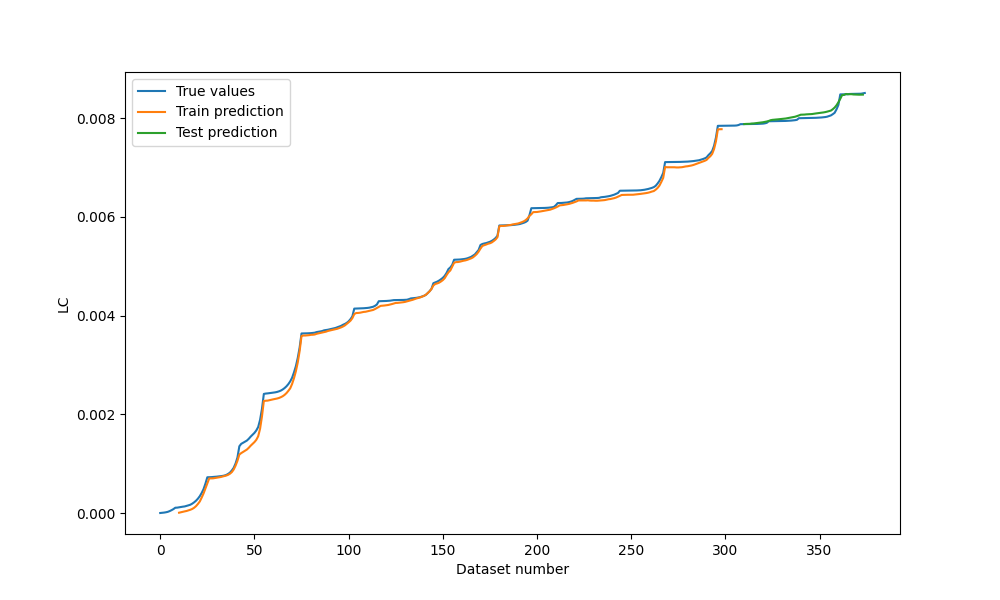 True values
Train prediction
Test prediction
0.008
0.006
0.004
0.002
0.000
LC
0 50 100 150 200 250 300 350
Dataset number